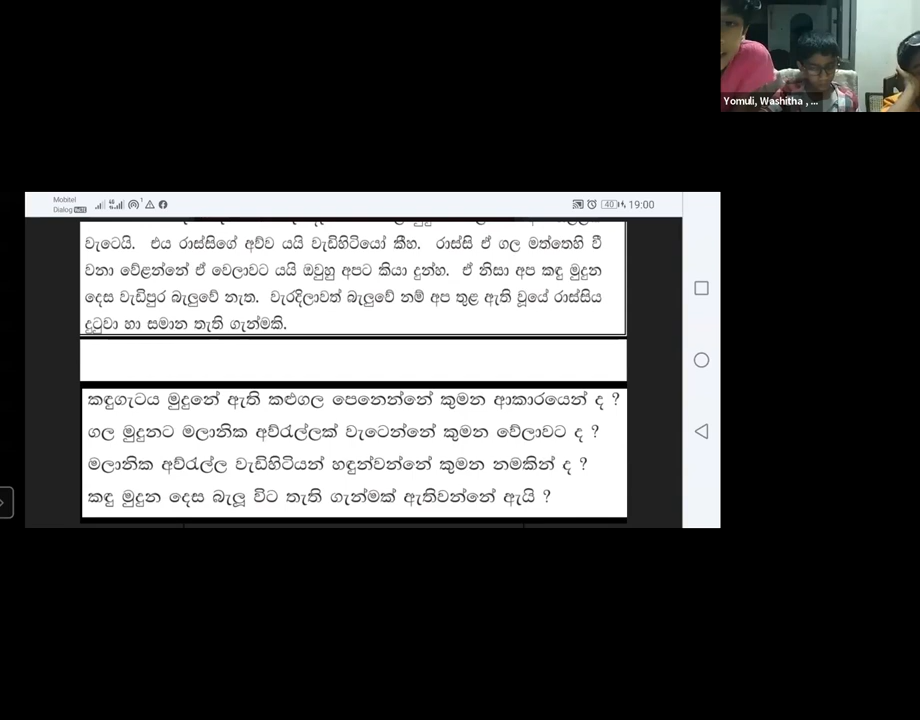 Yomuli, Washitha , ...
Mobitel
Dialog VoLTE
40 19:00
වැටෙයි. එය රාස්සිගේ අව්ව යයි වැඩිහිටියෝ කීහ. රාස්සි ඒ ගල මත්තෙහි වී
වනා වේළන්නේ ඒ වෙලාවට යයි ඔවුහු අපට කියා දුන්හ. ඒ නිසා අප කඳු මුදුන
දෙස වැඩිපුර බැලුවේ නැත. වැරදිලාවත් බැලුවේ නම් අප තුළ ඇති වූයේ රාස්සිය
දුටුවා හා සමාන තැති ගැන්මකි.
කඳුගැටය මුදුනේ ඇති කළුගල පෙනෙන්නේ කුමන ආකාරයෙන් ද ?
ගල මුදුනට මලානික අව්රැල්ලක් වැටෙන්නේ කුමන වේලාවට ද ?
මලානික අව්රැල්ල වැඩිහිටියන් හඳුන්වන්නේ කුමන නමකින් ද ?
කඳු මුදුන දෙස බැලූ විට තැති ගැන්මක් ඇතිවන්නේ ඇයි ?